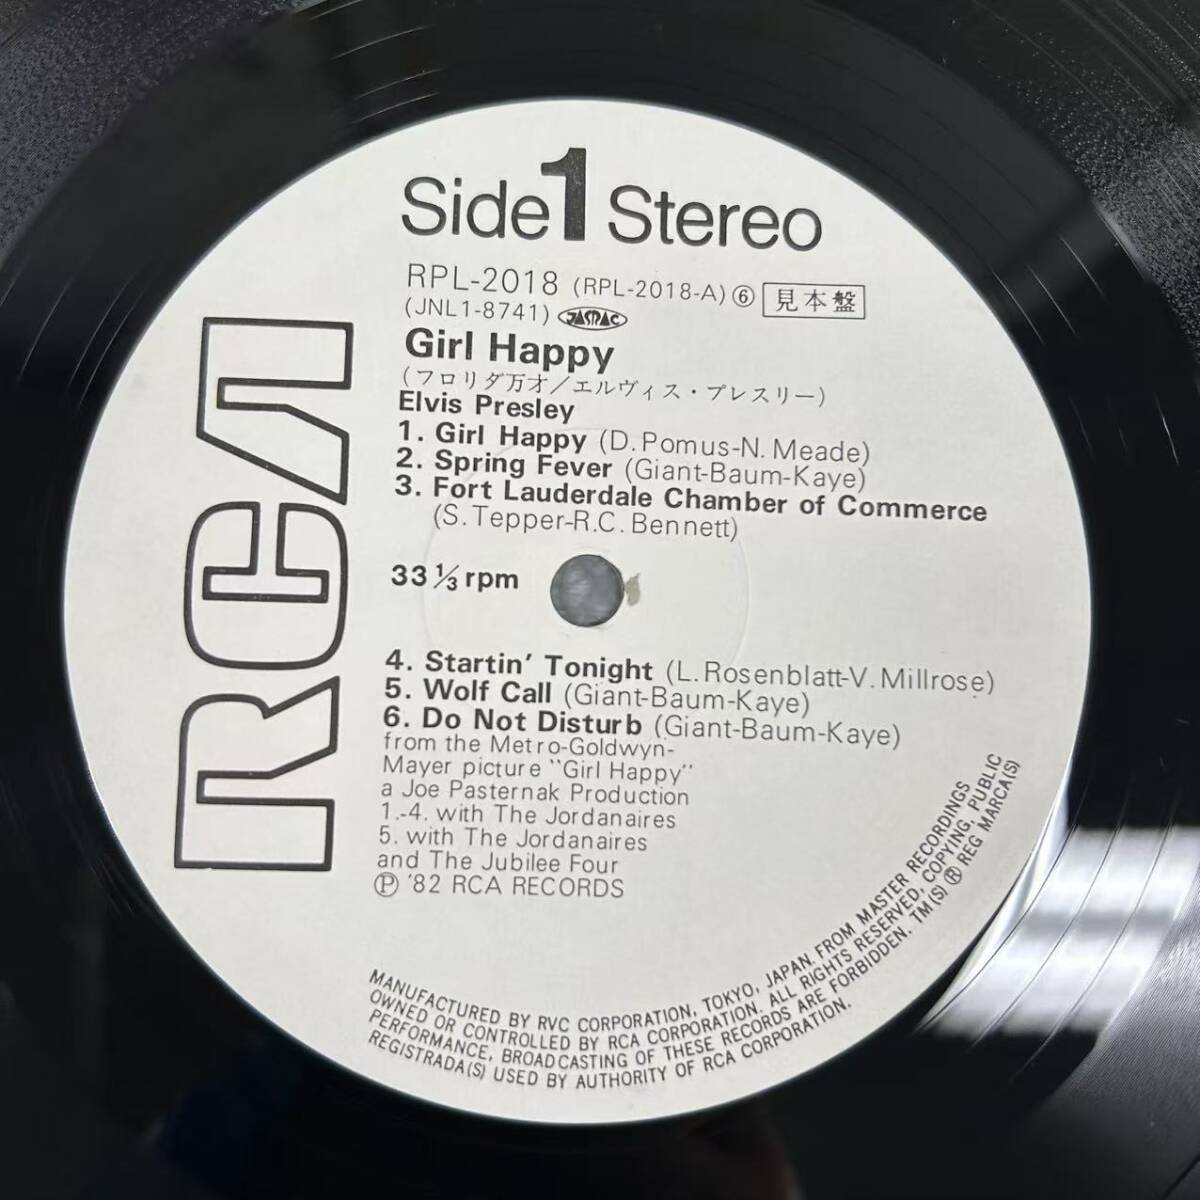 Side 1 Stereo
RPL-2018 (RPL-2018-A) ⑥ 見本盤
(JNL1-8741) JASRAC
Girl Happy
(フロリダ万才/エルヴィス・プレスリー)
Elvis Presley
1. Girl Happy (D. Pomus-N. Meade)
2. Spring Fever (Giant-Baum-Kaye)
3. Fort Lauderdale Chamber of Commerce
(S. Tepper-R.C. Bennett)
33 1/3 rpm
4. Startin' Tonight (L. Rosenblatt-V. Millrose)
5. Wolf Call (Giant-Baum-Kaye)
6. Do Not Disturb (Giant-Baum-Kaye)
from the Metro-Goldwyn-
Mayer picture "Girl Happy"
a Joe Pasternak Production
1.-4. with The Jordanaires
5. with The Jordanaires
and The Jubilee Four
Ⓟ '82 RCA RECORDS
RCA
MANUFACTURED BY RVC CORPORATION, TOKYO, JAPAN. FROM MASTER RECORDINGS
OWNED OR CONTROLLED BY RCA CORPORATION. ALL RIGHTS RESERVED, COPYING, PUBLIC
PERFORMANCE, BROADCASTING OF THESE RECORDS ARE FORBIDDEN. TM(S) ® REG MARCA(S)
REGISTRADA(S) USED BY AUTHORITY OF RCA CORPORATION.